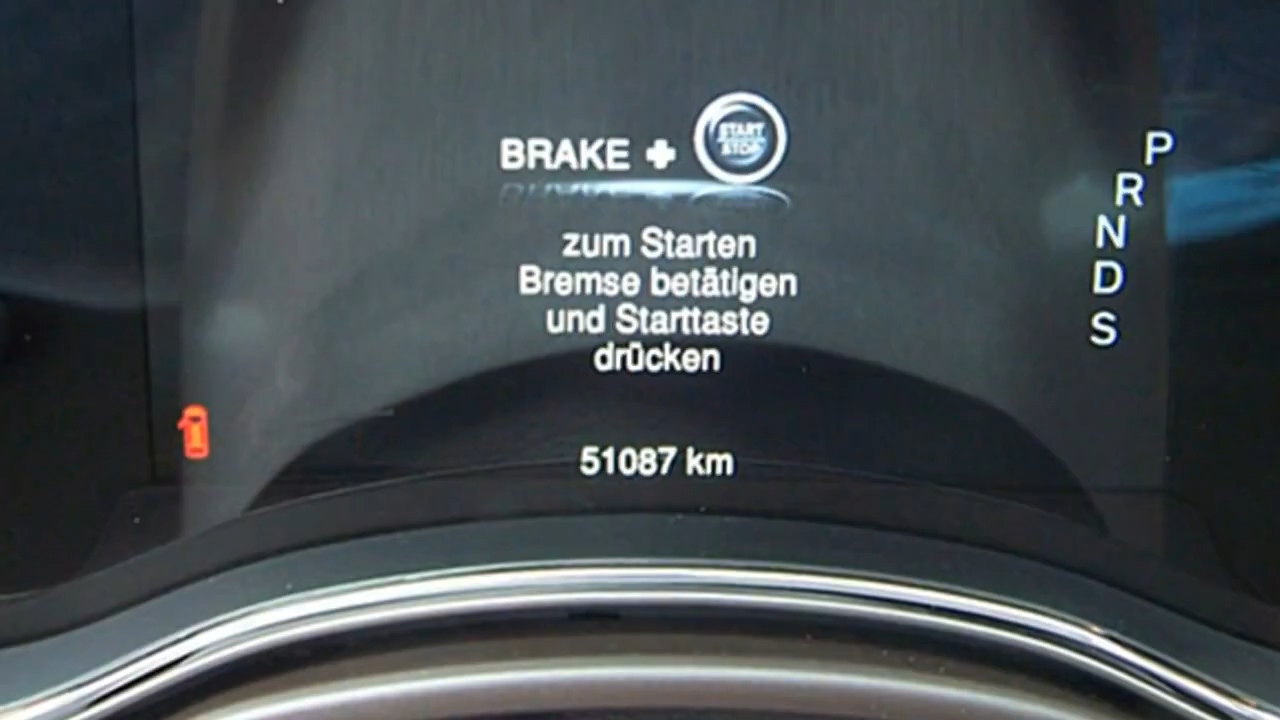 BRAKE + START STOP
zum Starten
Bremse betätigen
und Starttaste
drücken
51087 km
P
R
N
D
S